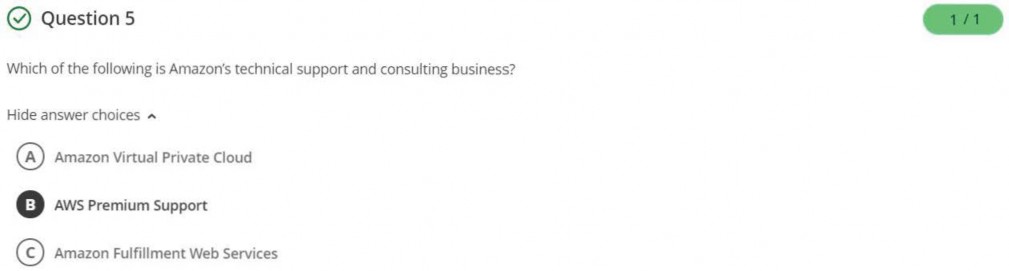 Question 5
1 / 1
Which of the following is Amazon's technical support and consulting business?
Hide answer choices
A Amazon Virtual Private Cloud
B AWS Premium Support
C Amazon Fulfillment Web Services